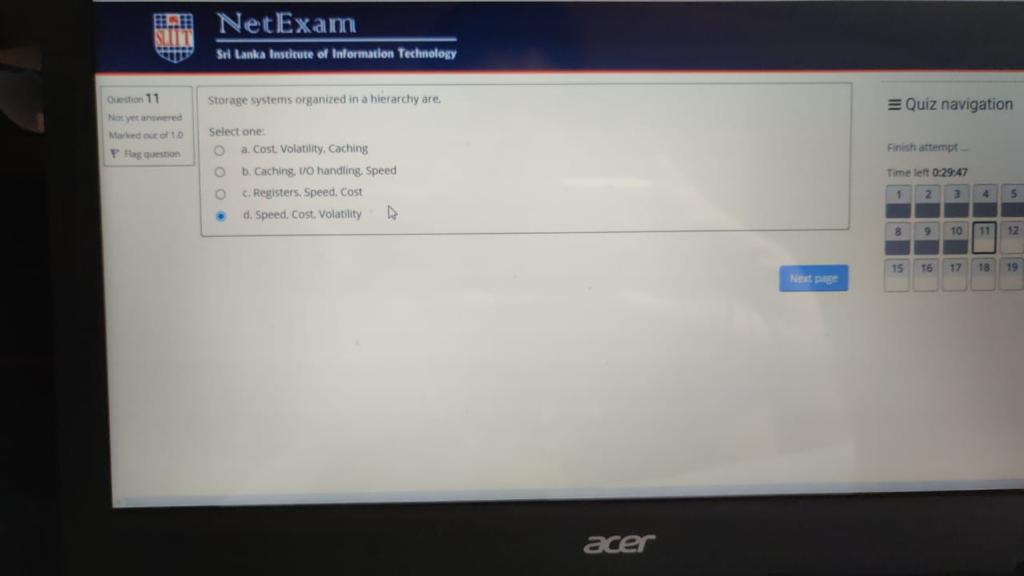 SLIIT
NetExam
Sri Lanka Institute of Information Technology
Question 11
Not yet answered
Marked out of 1.0
Flag question
Storage systems organized in a hierarchy are.
Select one:
a. Cost, Volatility, Caching
b. Caching, I/O handling, Speed
c. Registers, Speed, Cost
d. Speed, Cost, Volatility
Next page
Quiz navigation
Finish attempt ...
Time left 0:29:47
1 2 3 4 5
8 9 10 11 12
15 16 17 18 19
acer